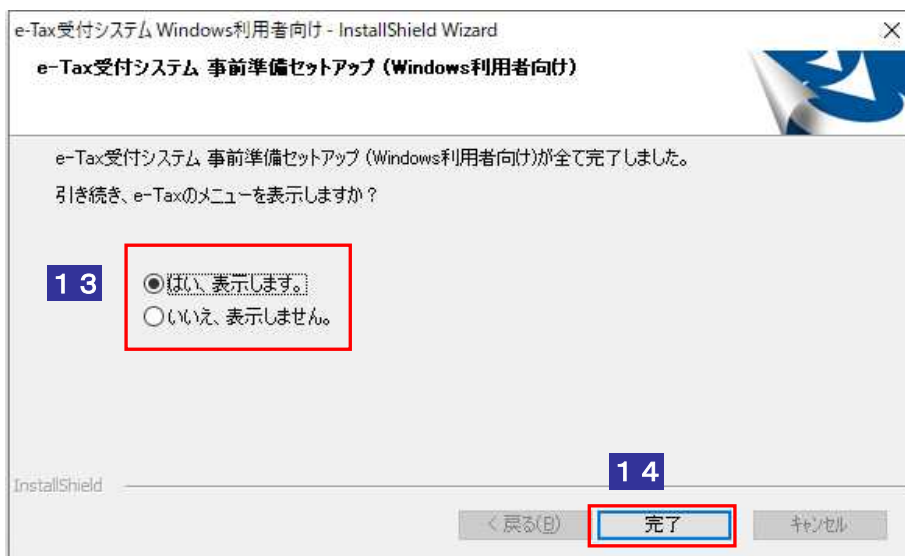 e-Tax受付システム Windows利用者向け - InstallShield Wizard
e-Tax受付システム 事前準備セットアップ (Windows利用者向け)
e-Tax受付システム 事前準備セットアップ (Windows利用者向け)が全て完了しました。
引き続き、e-Taxのメニューを表示しますか？
13
はい、表示します。
いいえ、表示しません。
14
InstallShield
< 戻る(B)
完了
キャンセル